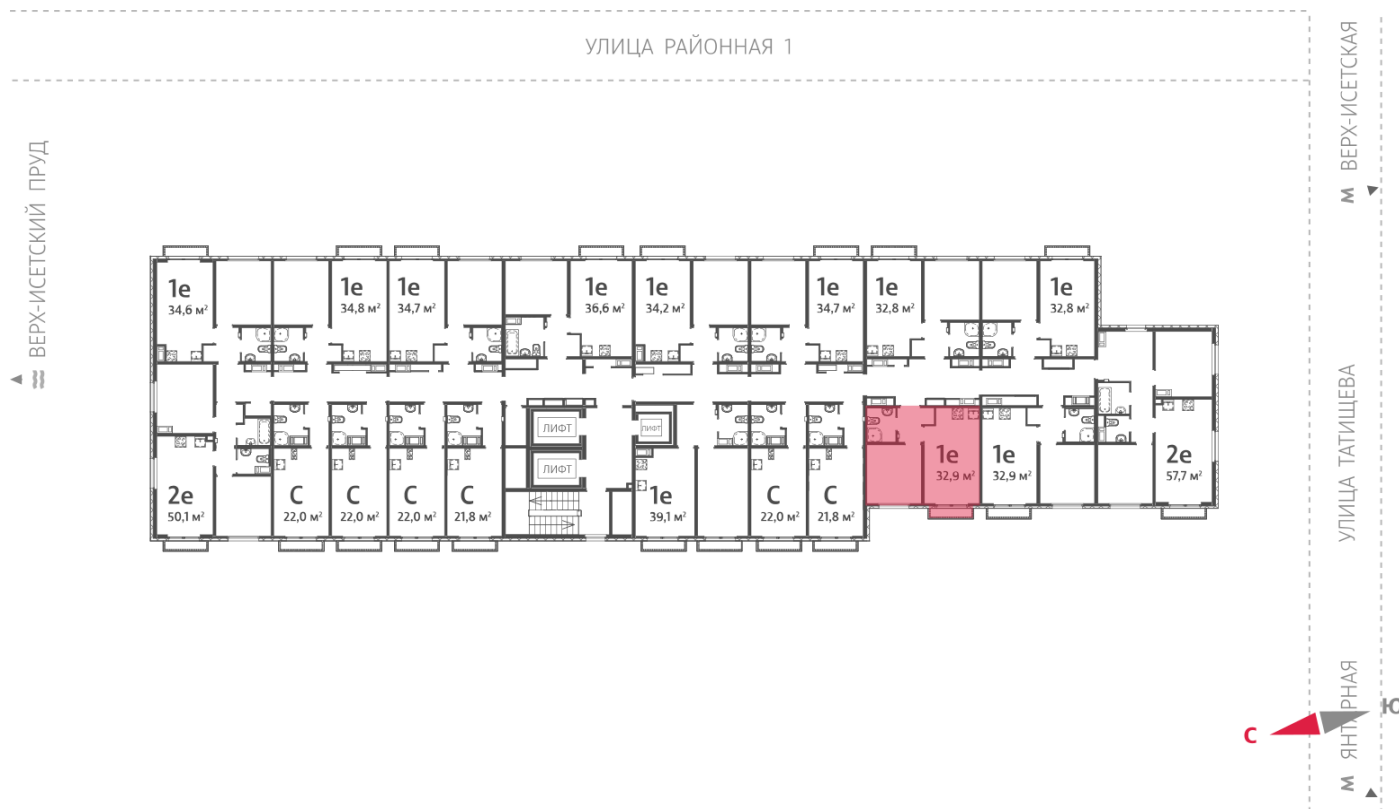 УЛИЦА РАЙОННАЯ 1
ВЕРХ-ИСЕТСКАЯ
М
ВЕРХ-ИСЕТСКИЙ ПРУД
1е
34,6 м²
1е
34,8 м²
1е
34,7 м²
1е
36,6 м²
1е
34,2 м²
1е
34,7 м²
1е
32,8 м²
1е
32,8 м²
УЛИЦА ТАТИЩЕВА
ЛИФТ
ЛИФТ
ЛИФТ
2е
50,1 м²
С
22,0 м²
С
22,0 м²
С
22,0 м²
С
21,8 м²
1е
39,1 м²
С
22,0 м²
С
21,8 м²
1е
32,9 м²
1е
32,9 м²
2е
57,7 м²
ЯНТАРНАЯ
М
С
Ю